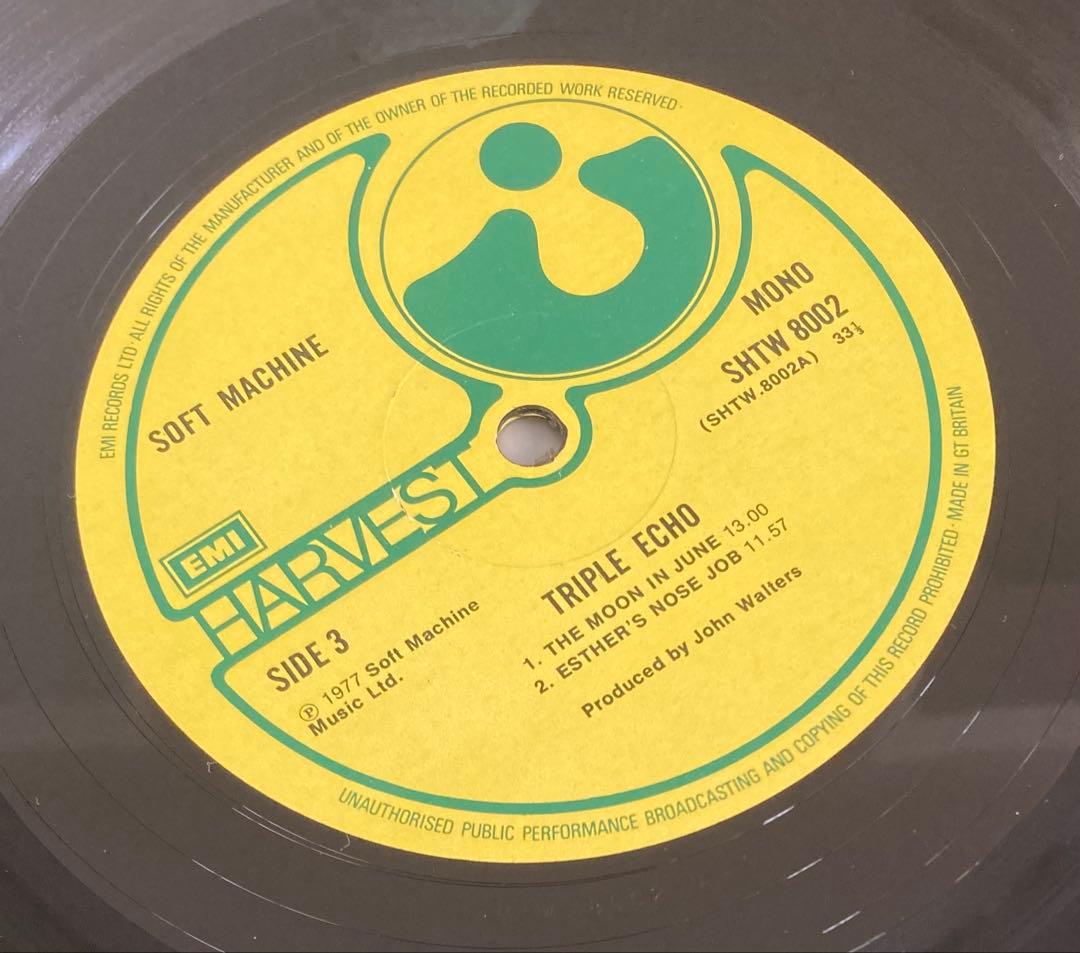 EMI RECORDS LTD · ALL RIGHTS OF THE MANUFACTURER AND OF THE OWNER OF THE RECORDED WORK RESERVED ·
SOFT MACHINE
MONO
SHTW 8002
(SHTW.8002A) 33⅓
EMI
HARVEST
SIDE 3
℗ 1977 Soft Machine
Music Ltd.
TRIPLE ECHO
1. THE MOON IN JUNE 13.00
2. ESTHER'S NOSE JOB 11.57
Produced by John Walters
UNAUTHORISED PUBLIC PERFORMANCE BROADCASTING AND COPYING OF THIS RECORD PROHIBITED · MADE IN GT BRITAIN